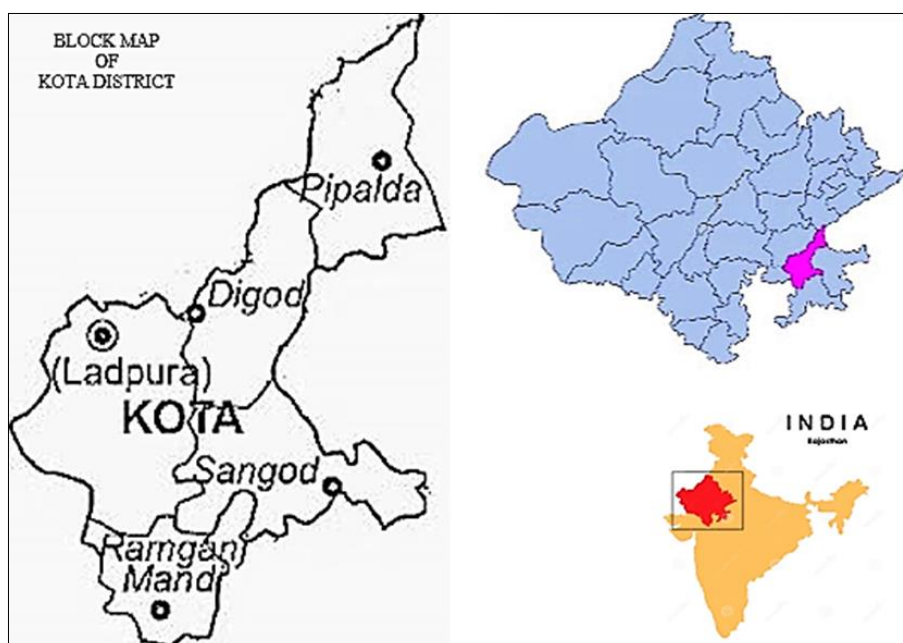 BLOCK MAP
OF
KOTA DISTRICT
Pipalda
Digod
(Ladpura)
KOTA
Sangod
Ramganj
Mandi
INDIA
Rajasthan